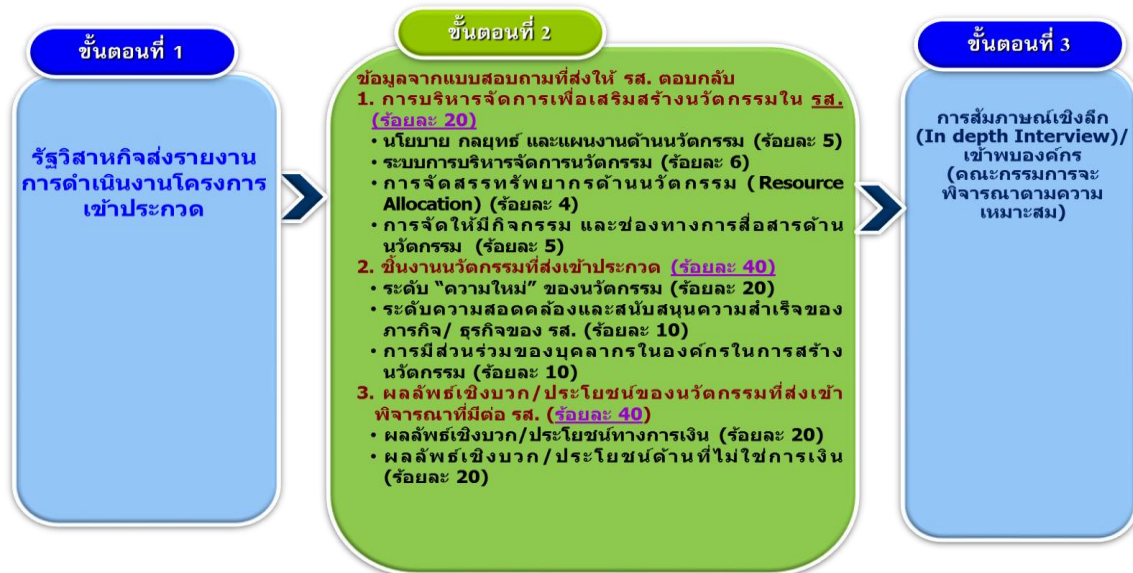 ขั้นตอนที่ 1
รัฐวิสาหกิจส่งรายงาน
การดำเนินงานโครงการ
เข้าประกวด
ขั้นตอนที่ 2
ข้อมูลจากแบบสอบถามที่ส่งให้ รส. ตอบกลับ
1. การบริหารจัดการเพื่อเสริมสร้างนวัตกรรมใน รส.
(ร้อยละ 20)
• นโยบาย กลยุทธ์ และแผนงานด้านนวัตกรรม (ร้อยละ 5)
• ระบบการบริหารจัดการนวัตกรรม (ร้อยละ 6)
• การจัดสรรทรัพยากรด้านนวัตกรรม (Resource
Allocation) (ร้อยละ 4)
• การจัดให้มีกิจกรรม และช่องทางการสื่อสารด้าน
นวัตกรรม (ร้อยละ 5)
2. ชิ้นงานนวัตกรรมที่ส่งเข้าประกวด (ร้อยละ 40)
• ระดับ “ความใหม่” ของนวัตกรรม (ร้อยละ 20)
• ระดับความสอดคล้องและสนับสนุนความสำเร็จของ
ภารกิจ/ ธุรกิจของ รส. (ร้อยละ 10)
• การมีส่วนร่วมของบุคลากรในองค์กรในการสร้าง
นวัตกรรม (ร้อยละ 10)
3. ผลลัพธ์เชิงบวก/ประโยชน์ของนวัตกรรมที่ส่งเข้า
พิจารณาที่มีต่อ รส. (ร้อยละ 40)
• ผลลัพธ์เชิงบวก/ประโยชน์ทางการเงิน (ร้อยละ 20)
• ผลลัพธ์เชิงบวก/ประโยชน์ด้านที่ไม่ใช่การเงิน
(ร้อยละ 20)
ขั้นตอนที่ 3
การสัมภาษณ์เชิงลึก
(In depth Interview)/
เข้าพบองค์กร
(คณะกรรมการจะ
พิจารณาตามความ
เหมาะสม)